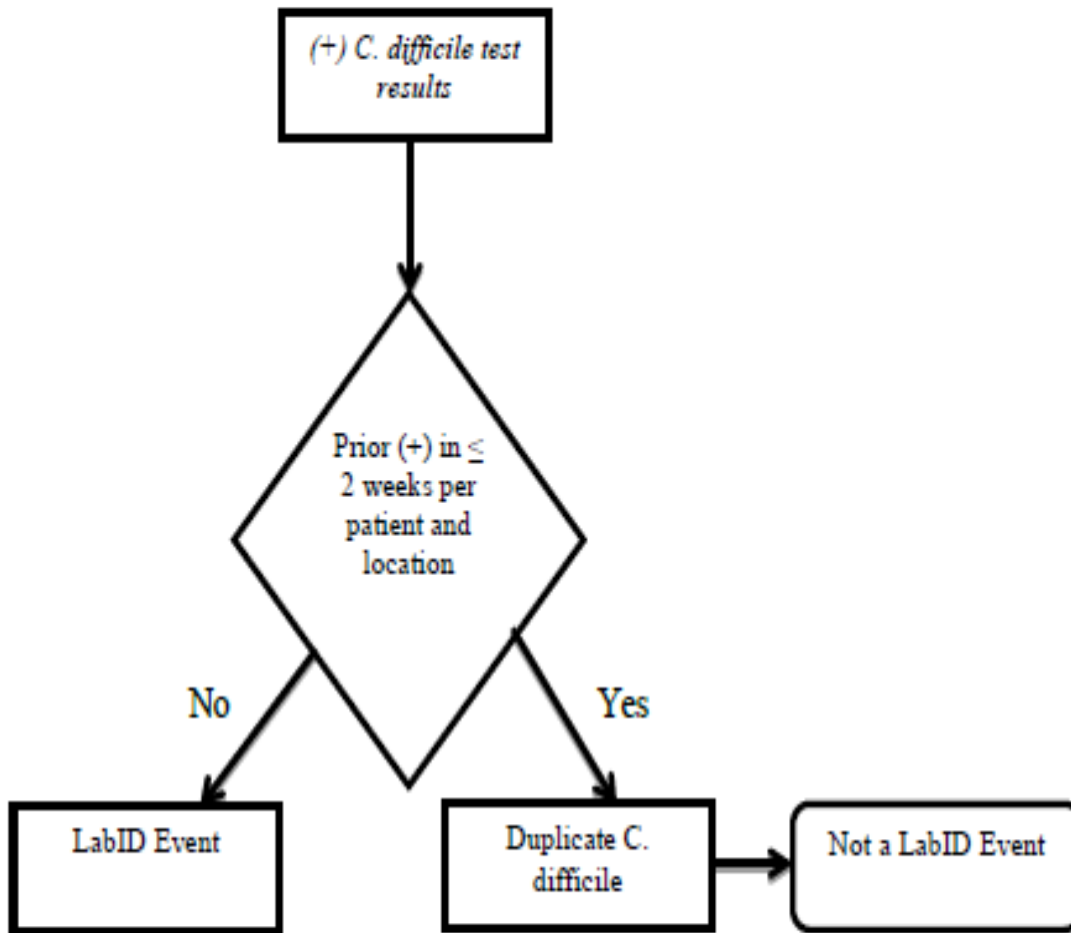 (+) C. difficile test
results
Prior (+) in ≤
2 weeks per
patient and
location
No
Yes
LabID Event
Duplicate C.
difficile
Not a LabID Event